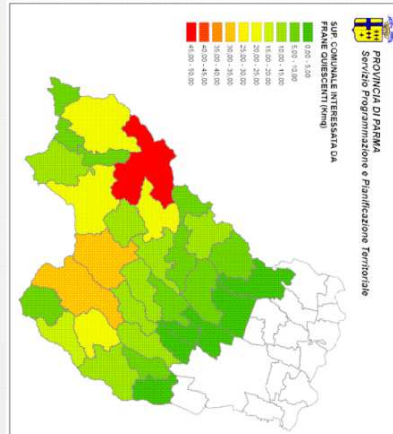 PROVINCIA DI PARMA
Servizio Programmazione e Pianificazione Territoriale
SUP. COMUNALE INTERESSATA DA
FRANE QUIESCENTI (Kmq)
0,00 - 5,00
5,00 - 10,00
10,00 - 15,00
15,00 - 20,00
20,00 - 25,00
25,00 - 30,00
30,00 - 35,00
35,00 - 40,00
40,00 - 45,00
45,00 - 50,00